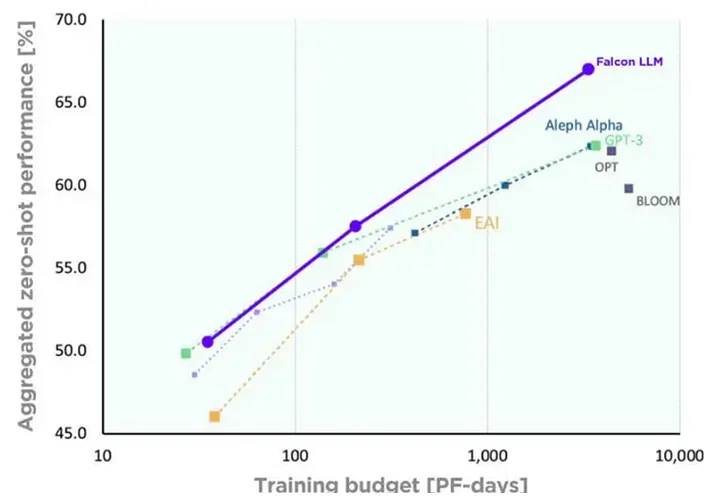 Aggregated zero-shot performance [%]
70.0
65.0
60.0
55.0
50.0
45.0
Falcon LLM
Aleph Alpha
GPT-3
OPT
BLOOM
EAI
10
100
1,000
10,000
Training budget [PF-days]